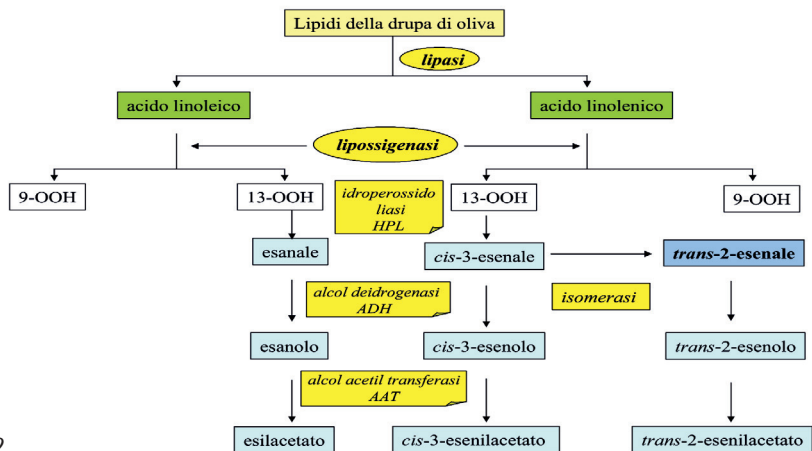 Lipidi della drupa di oliva
lipasi
acido linoleico
acido linolenico
lipossigenasi
9-OOH
13-OOH
idroperossido
liasi
HPL
13-OOH
9-OOH
esanale
cis-3-esenale
trans-2-esenale
alcol deidrogenasi
ADH
isomerasi
esanolo
cis-3-esenolo
trans-2-esenolo
alcol acetil transferasi
AAT
esilacetato
cis-3-esenilacetato
trans-2-esenilacetato